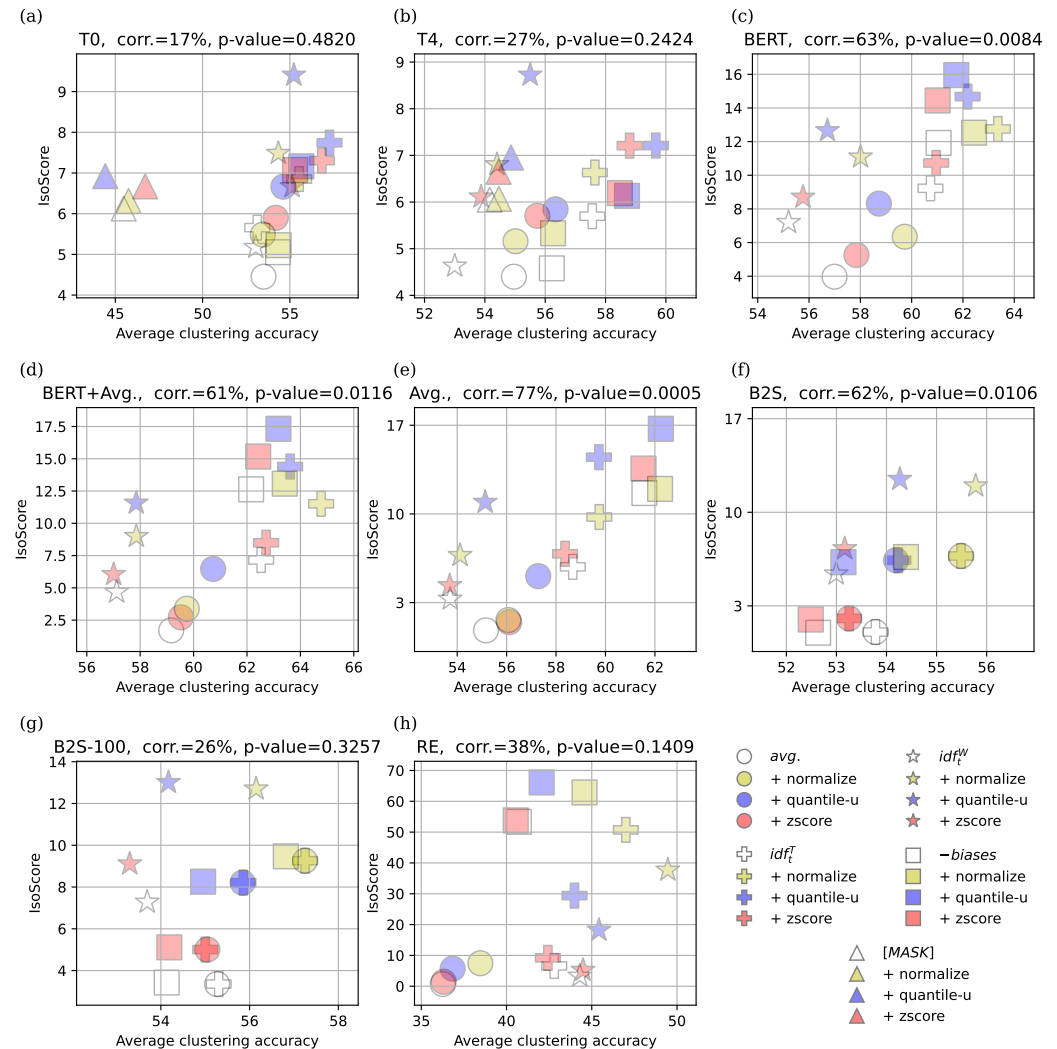 (a)
T0, corr.=17%, p-value=0.4820
IsoScore
9
8
7
6
5
4
45
50
55
Average clustering accuracy
(b)
T4, corr.=27%, p-value=0.2424
IsoScore
9
8
7
6
5
4
52
54
56
58
60
Average clustering accuracy
(c)
BERT, corr.=63%, p-value=0.0084
IsoScore
16
14
12
10
8
6
4
54
56
58
60
62
64
Average clustering accuracy
(d)
BERT+Avg., corr.=61%, p-value=0.0116
IsoScore
17.5
15.0
12.5
10.0
7.5
5.0
2.5
56
58
60
62
64
66
Average clustering accuracy
(e)
Avg., corr.=77%, p-value=0.0005
IsoScore
17
10
3
54
56
58
60
62
Average clustering accuracy
(f)
B2S, corr.=62%, p-value=0.0106
IsoScore
17
10
3
52
53
54
55
56
Average clustering accuracy
(g)
B2S-100, corr.=26%, p-value=0.3257
IsoScore
14
12
10
8
6
4
54
55
56
57
58
Average clustering accuracy
(h)
RE, corr.=38%, p-value=0.1409
IsoScore
70
60
50
40
30
20
10
0
35
40
45
50
Average clustering accuracy
avg.
+ normalize
+ quantile-u
+ zscore
idf_t^T
+ normalize
+ quantile-u
+ zscore
idf_t^W
+ normalize
+ quantile-u
+ zscore
−biases
+ normalize
+ quantile-u
+ zscore
[MASK]
+ normalize
+ quantile-u
+ zscore